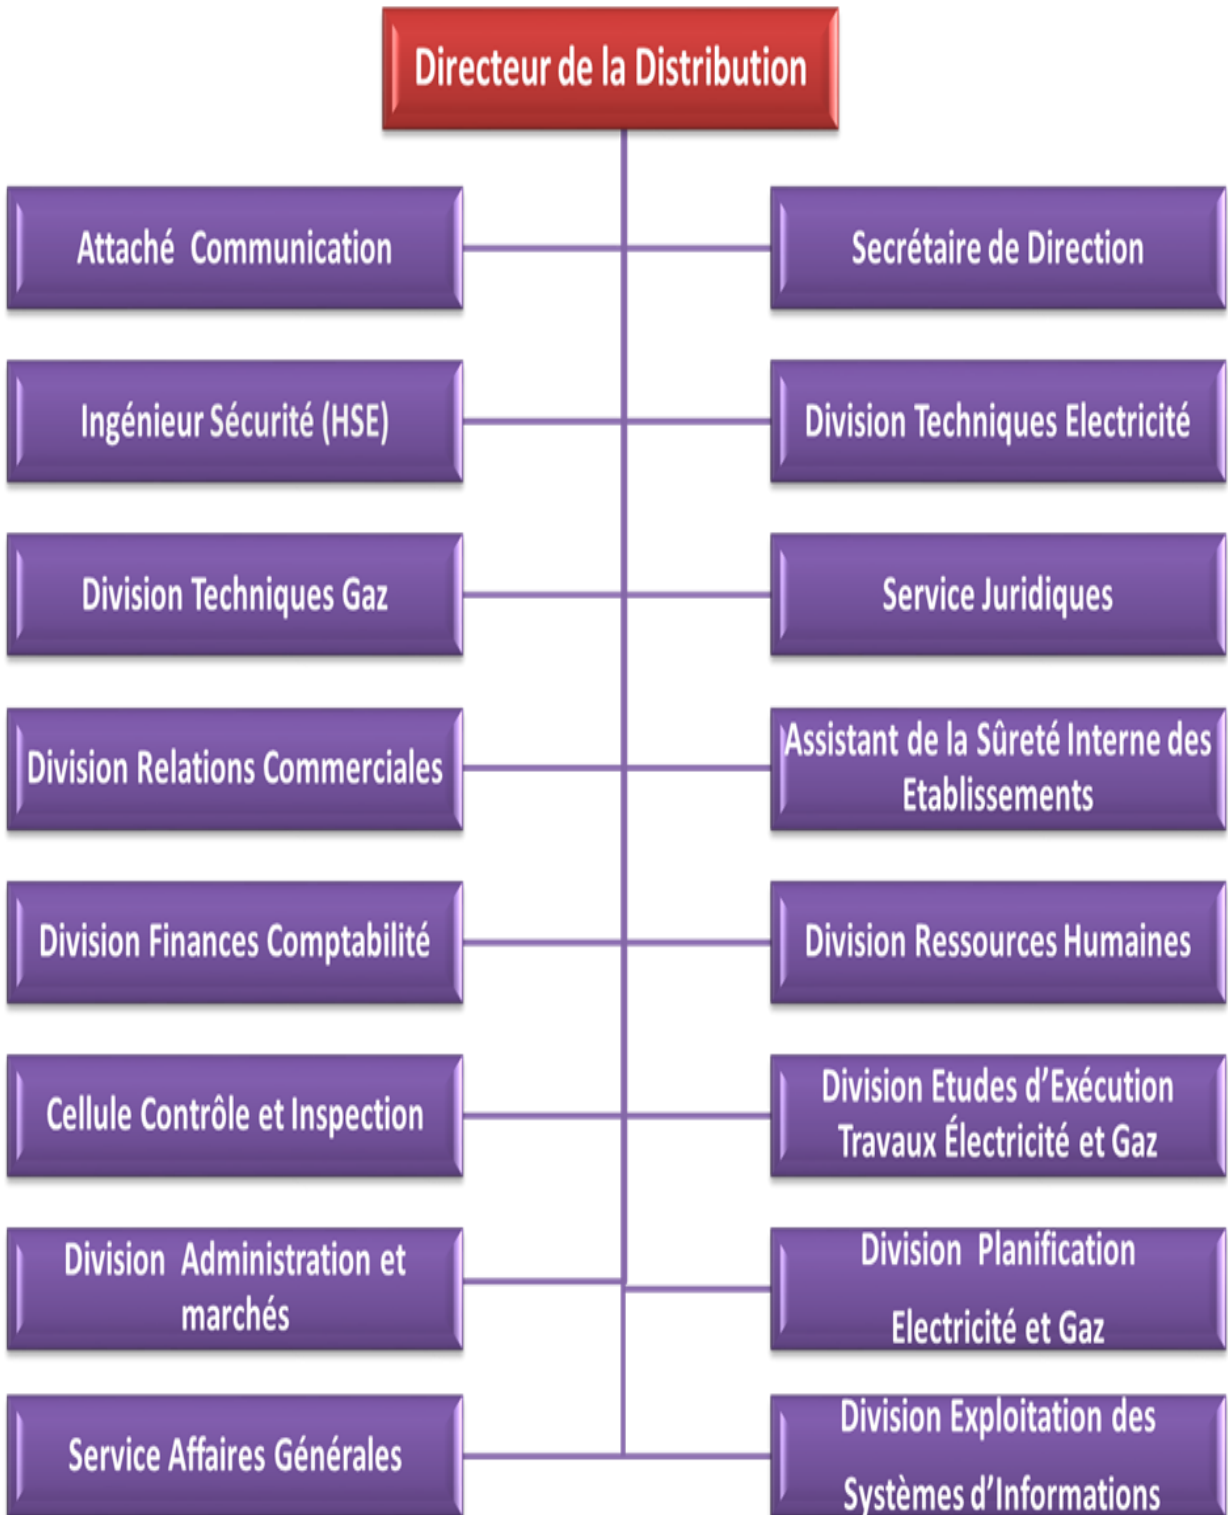 Directeur de la Distribution
Attaché  Communication
Secrétaire de Direction
Ingénieur Sécurité (HSE)
Division Techniques Electricité
Division Techniques Gaz
Service Juridiques
Division Relations Commerciales
Assistant de la Sûreté Interne des
Etablissements
Division Finances Comptabilité
Division Ressources Humaines
Cellule Contrôle et Inspection
Division Etudes d’Exécution
Travaux Électricité et Gaz
Division  Administration et
marchés
Division  Planification
Electricité et Gaz
Service Affaires Générales
Division Exploitation des
Systèmes d’Informations